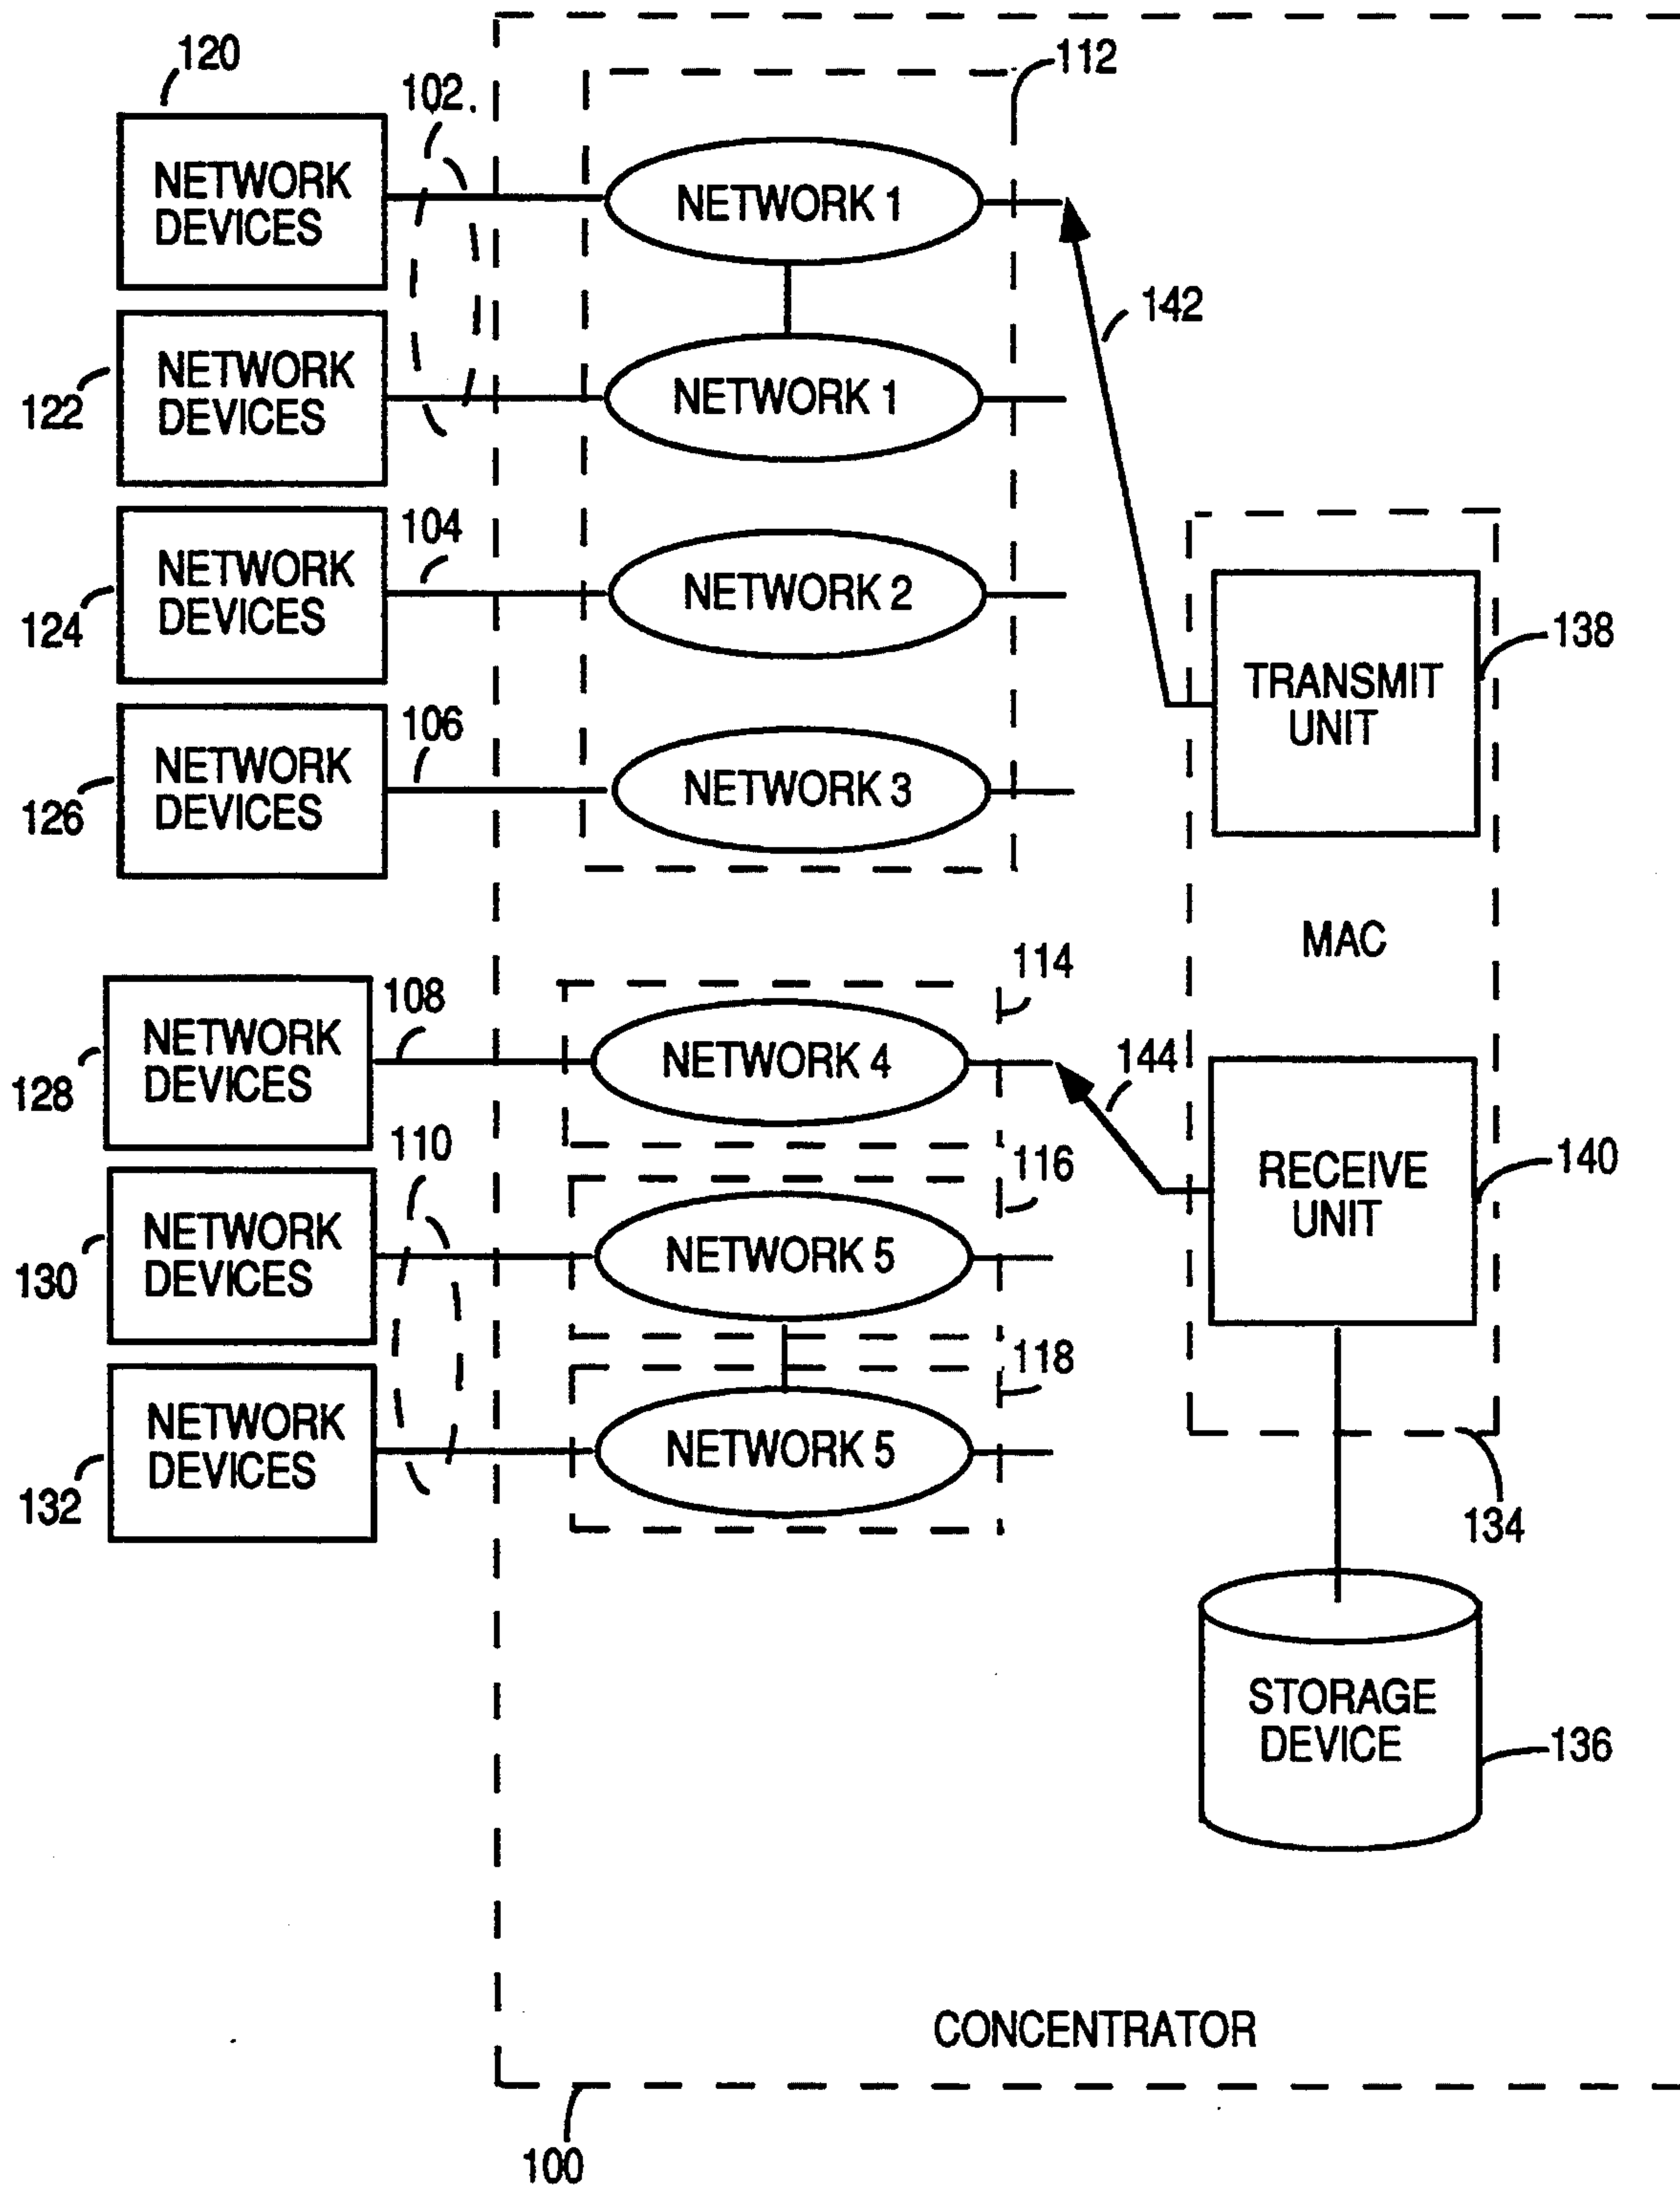 120
112
102.
NETWORK
DEVICES
NETWORK 1
142
122
NETWORK
DEVICES
NETWORK 1
124
NETWORK
DEVICES
104
NETWORK 2
138
TRANSMIT
UNIT
126
NETWORK
DEVICES
106
NETWORK 3
MAC
114
128
NETWORK
DEVICES
108
NETWORK 4
144
110
116
RECEIVE
UNIT
140
130
NETWORK
DEVICES
NETWORK 5
118
132
NETWORK
DEVICES
NETWORK 5
134
STORAGE
DEVICE
136
CONCENTRATOR
100